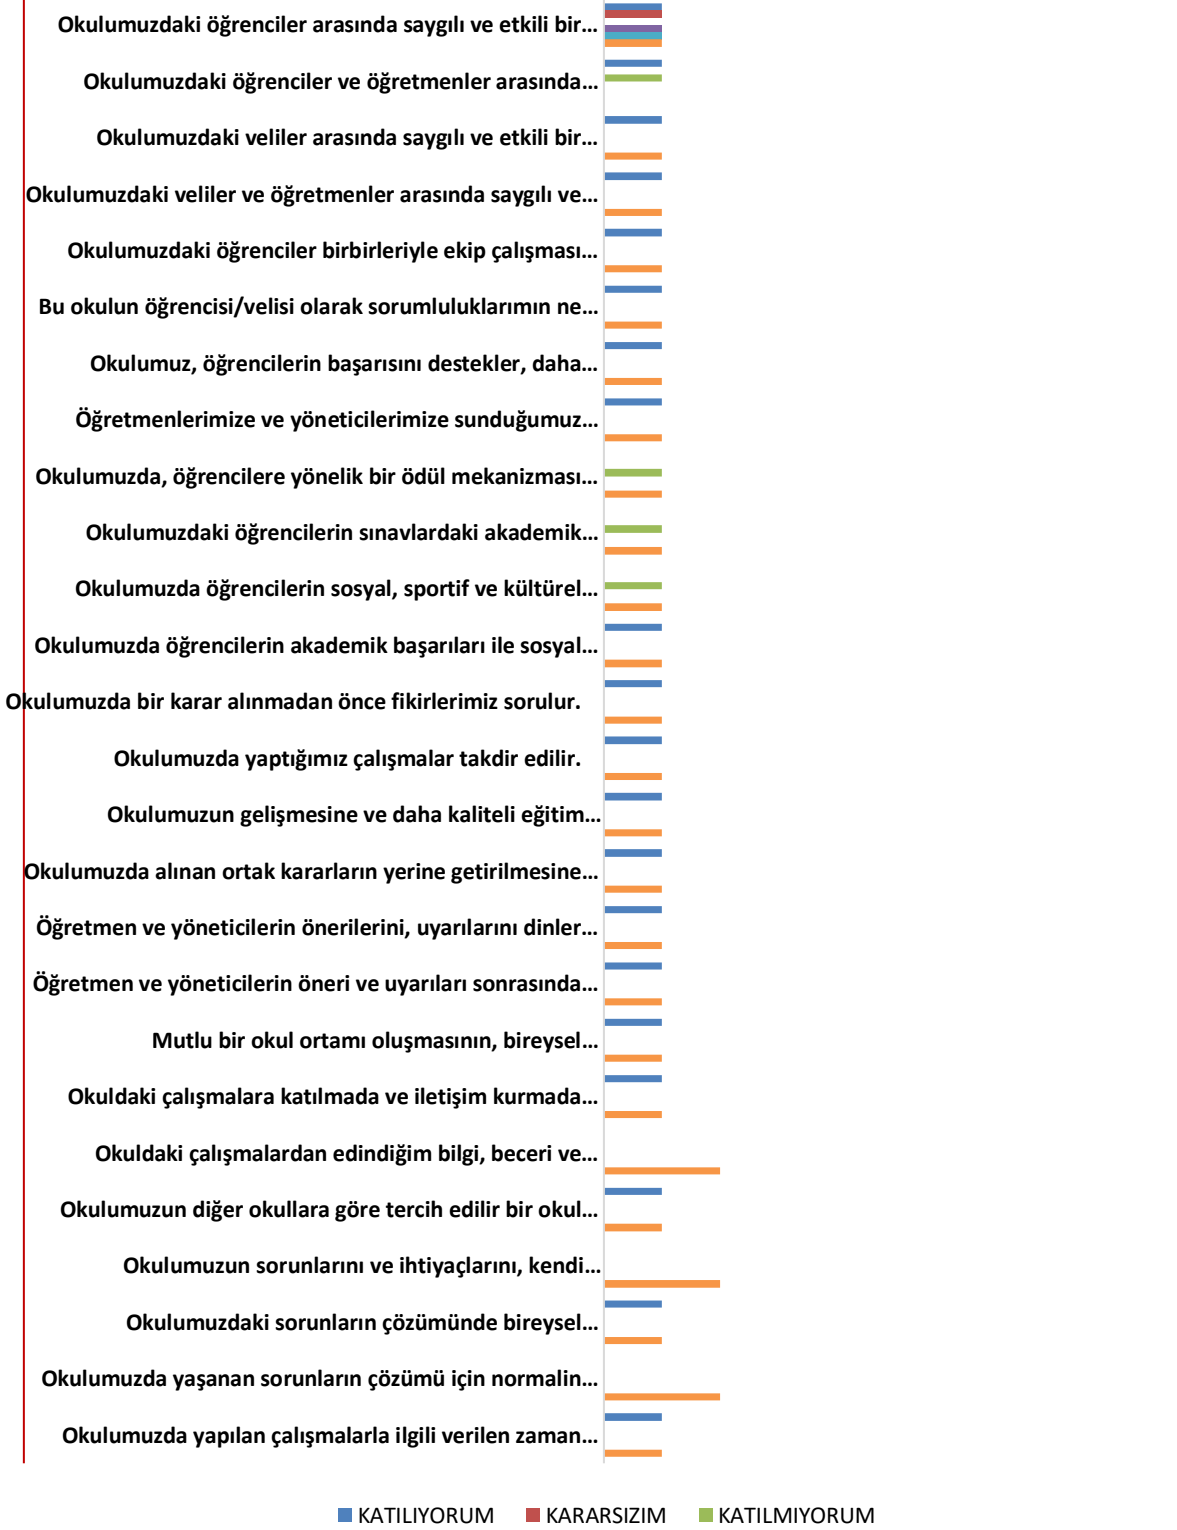 Okulumuzdaki öğrenciler arasında saygılı ve etkili bir...
Okulumuzdaki öğrenciler ve öğretmenler arasında...
Okulumuzdaki veliler arasında saygılı ve etkili bir...
Okulumuzdaki veliler ve öğretmenler arasında saygılı ve...
Okulumuzdaki öğrenciler birbirleriyle ekip çalışması...
Bu okulun öğrencisi/velisi olarak sorumluluklarımın ne...
Okulumuz, öğrencilerin başarısını destekler, daha...
Öğretmenlerimize ve yöneticilerimize sunduğumuz...
Okulumuzda, öğrencilere yönelik bir ödül mekanizması...
Okulumuzdaki öğrencilerin sınavlardaki akademik...
Okulumuzda öğrencilerin sosyal, sportif ve kültürel...
Okulumuzda öğrencilerin akademik başarıları ile sosyal...
Okulumuzda bir karar alınmadan önce fikirlerimiz sorulur.
Okulumuzda yaptığımız çalışmalar takdir edilir.
Okulumuzun gelişmesine ve daha kaliteli eğitim...
Okulumuzda alınan ortak kararların yerine getirilmesine...
Öğretmen ve yöneticilerin önerilerini, uyarılarını dinler...
Öğretmen ve yöneticilerin öneri ve uyarıları sonrasında...
Mutlu bir okul ortamı oluşmasının, bireysel...
Okuldaki çalışmalara katılmada ve iletişim kurmada...
Okuldaki çalışmalardan edindiğim bilgi, beceri ve...
Okulumuzun diğer okullara göre tercih edilir bir okul...
Okulumuzun sorunlarını ve ihtiyaçlarını, kendi...
Okulumuzdaki sorunların çözümünde bireysel...
Okulumuzda yaşanan sorunların çözümü için normalin...
Okulumuzda yapılan çalışmalarla ilgili verilen zaman...
KATILIYORUM KARARSIZIM KATILMIYORUM